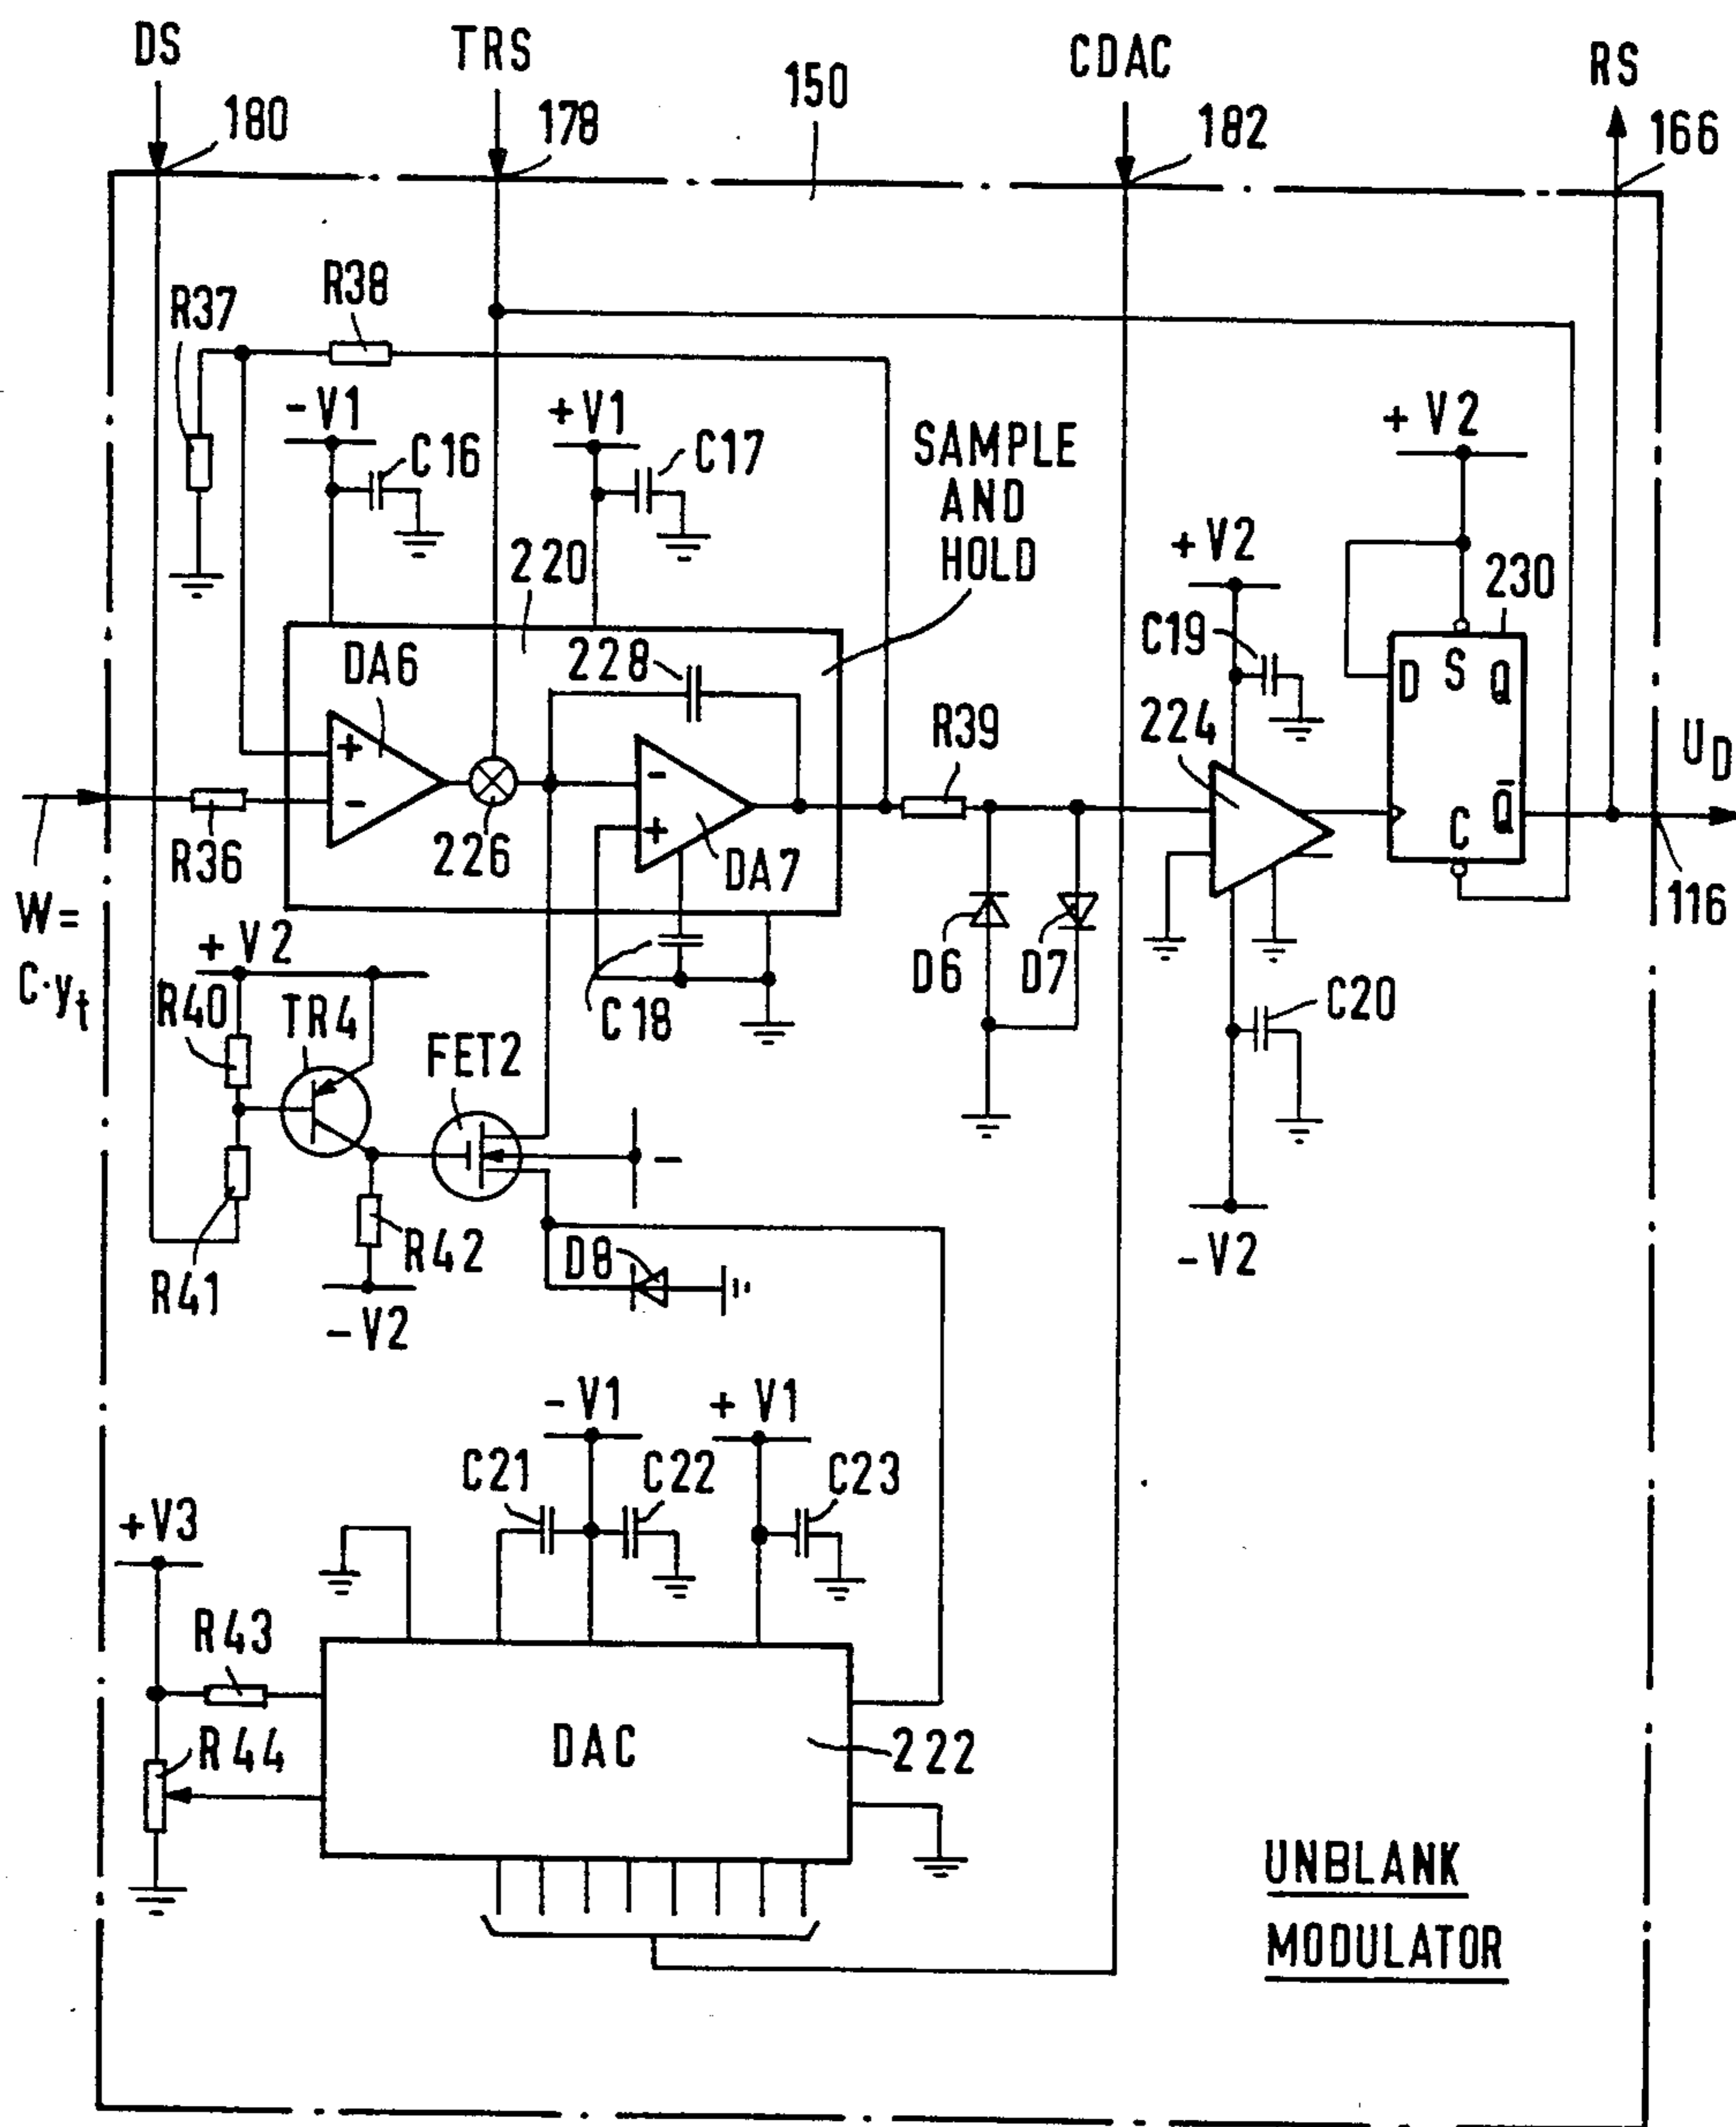 DS
TRS
CDAC
RS
150
180
178
182
166
R37
R38
-V1
+V1
C16
C17
SAMPLE
AND
HOLD
+V2
+V2
220
230
DA6
228
C19
D
S
Q
+
-
-
+
R39
224
U_D
R36
226
DA7
C
Q̄
W=
C·y_t
116
+V2
D6
D7
C18
C20
R40
TR4
FET2
-
R42
D8
R41
-V2
-V2
-V1
+V1
C21
C22
C23
+V3
R43
R44
DAC
222
UNBLANK
MODULATOR